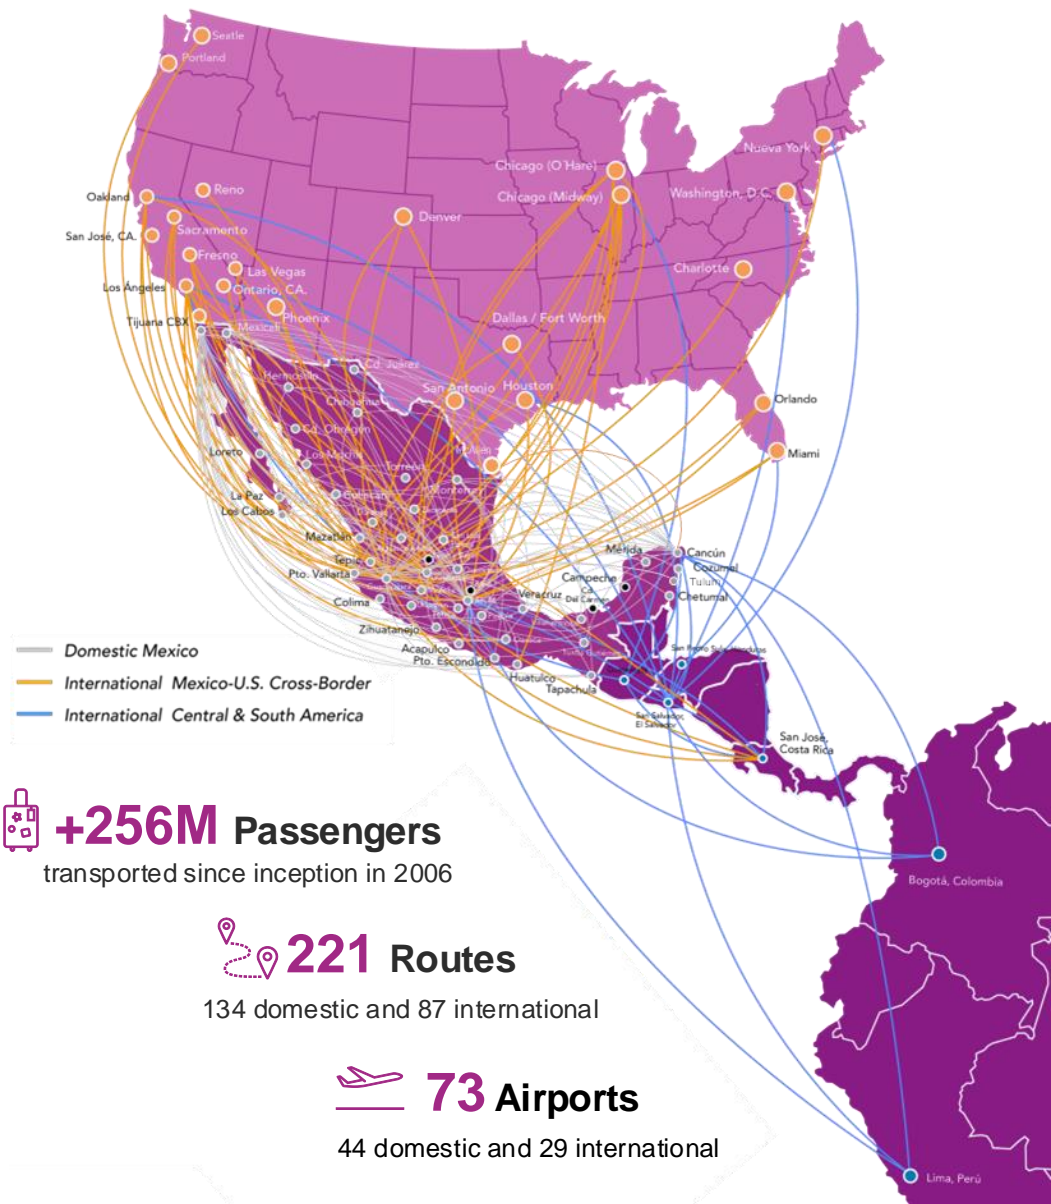 Seattle
Portland
Nueva York
Chicago (O'Hare)
Chicago (Midway)
Washington, D.C.
Oakland
Reno
Denver
San José, CA.
Sacramento
Fresno
Charlotte
Las Vegas
Los Ángeles
Ontario, CA.
Phoenix
Dallas / Fort Worth
Tijuana CBX
Mexicali
Cd. Juárez
Hermosillo
San Antonio
Houston
Chihuahua
Orlando
Cd. Obregón
Loreto
Los Mochis
Miami
Torreón
La Paz
Culiacán
Los Cabos
Mazatlán
Mérida
Cancún
Tepic
Cozumel
Pto. Vallarta
Campeche
Tulum
Cd.
Del Carmen
Veracruz
Chetumal
Colima
Zihuatanejo
Acapulco
Pto. Escondido
Huatulco
Tapachula
Tuxtla Gutiérrez
San Pedro Sula, Honduras
San Salvador,
El Salvador
San José,
Costa Rica
Domestic Mexico
International Mexico-U.S. Cross-Border
International Central & South America
+256M Passengers
transported since inception in 2006
Bogotá, Colombia
221 Routes
134 domestic and 87 international
73 Airports
44 domestic and 29 international
Lima, Perú